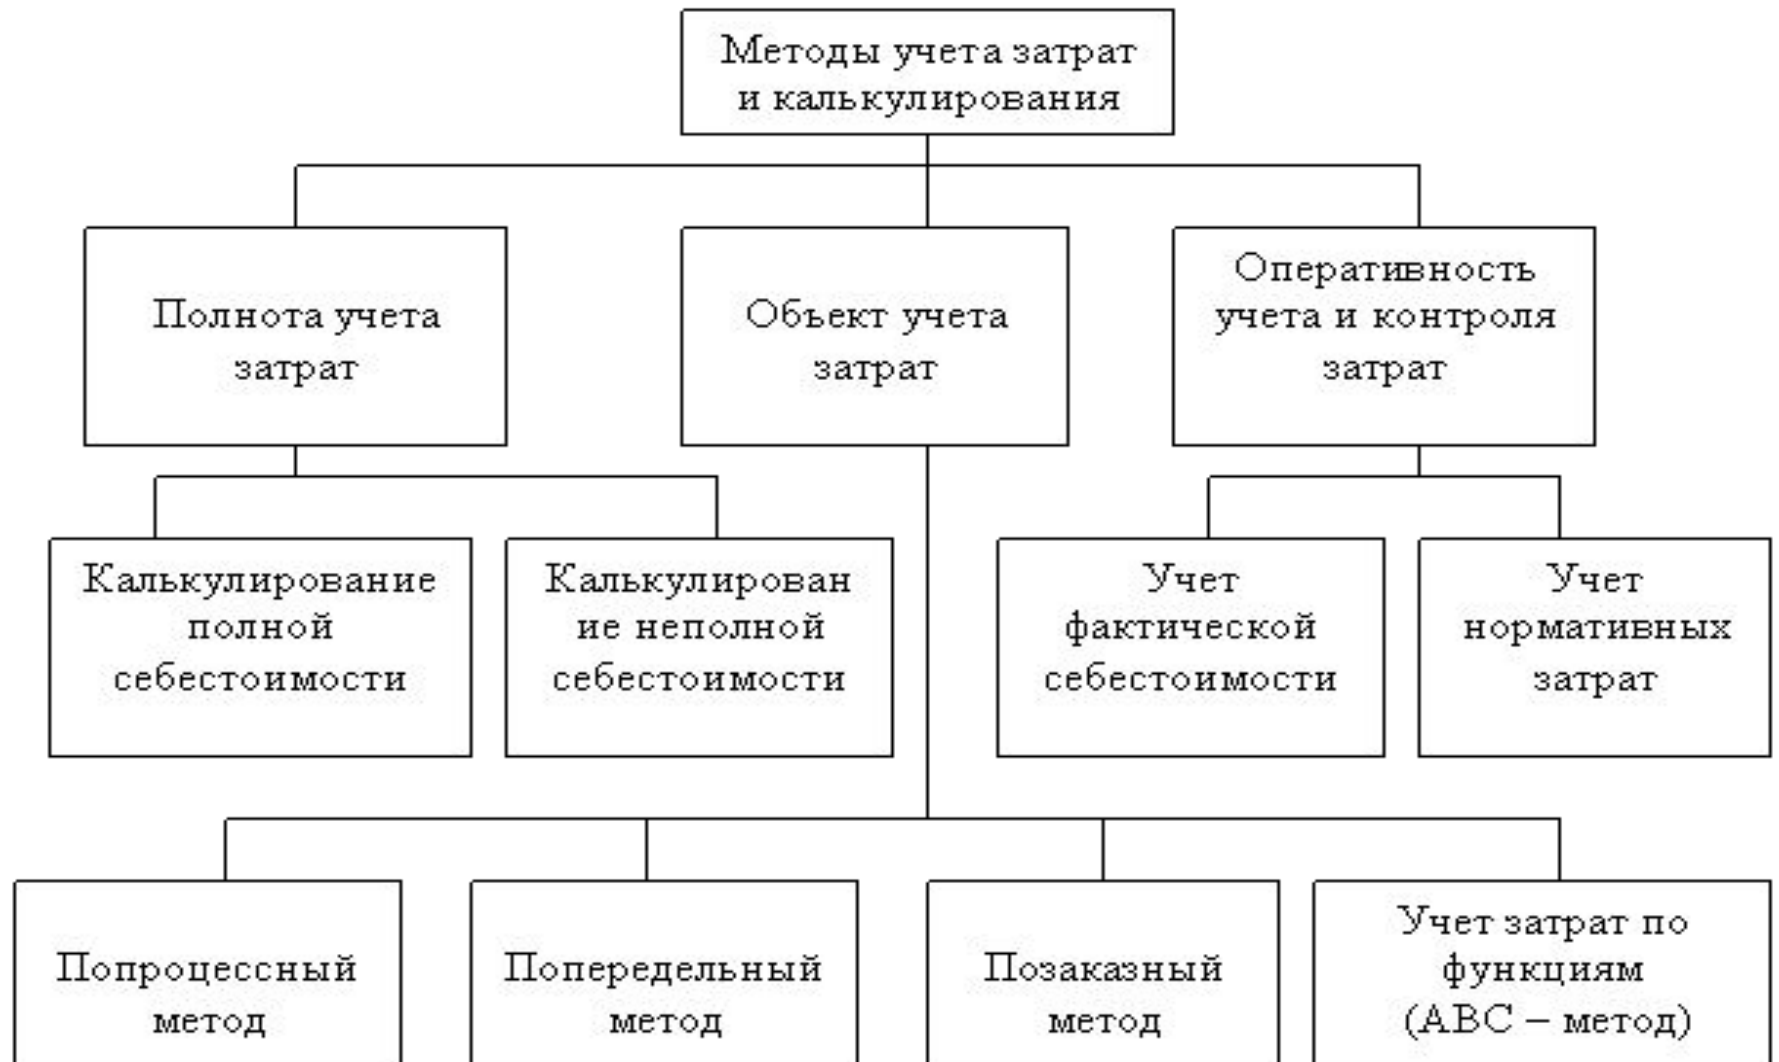 Методы учета затрат
и калькулирования
Полнота учета
затрат
Объект учета
затрат
Оперативность
учета и контроля
затрат
Калькулирование
полной
себестоимости
Калькулирован
ие неполной
себестоимости
Учет
фактической
себестоимости
Учет
нормативных
затрат
Попроцессный
метод
Попередельный
метод
Позаказный
метод
Учет затрат по
функциям
(АВС – метод)